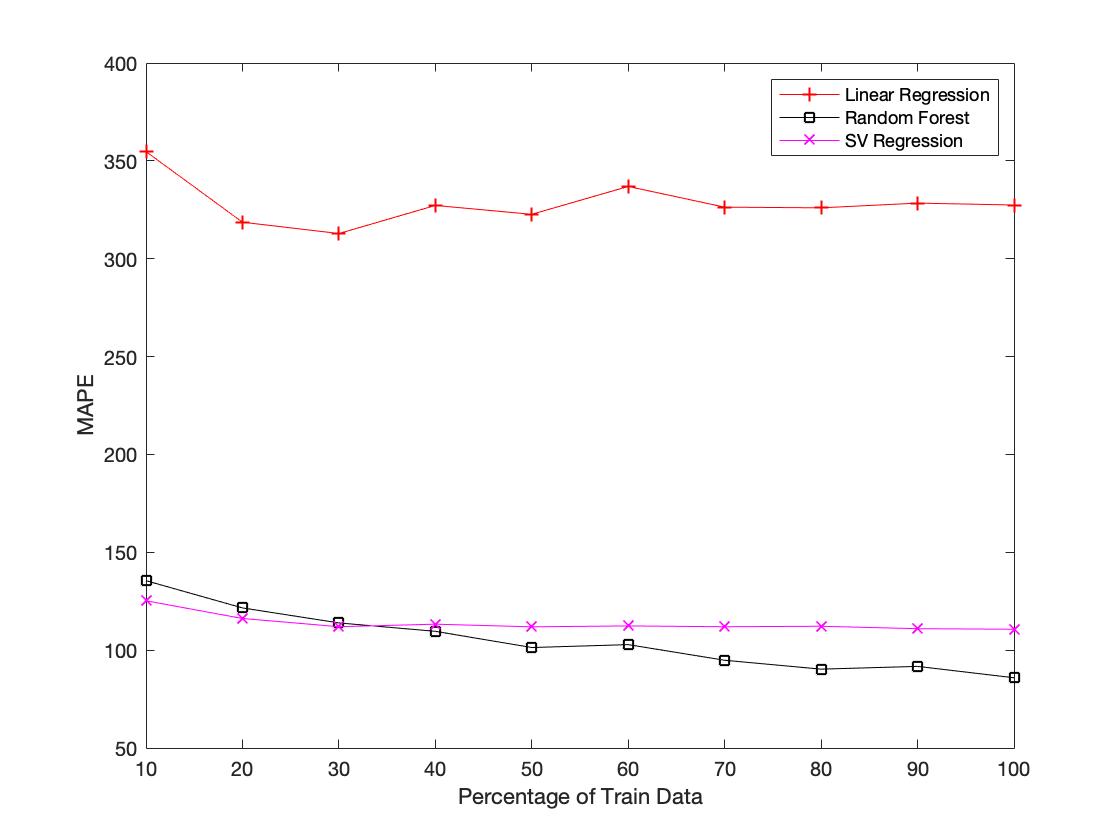 400
350
300
250
200
150
100
50
MAPE
Linear Regression
Random Forest
SV Regression
10 20 30 40 50 60 70 80 90 100
Percentage of Train Data